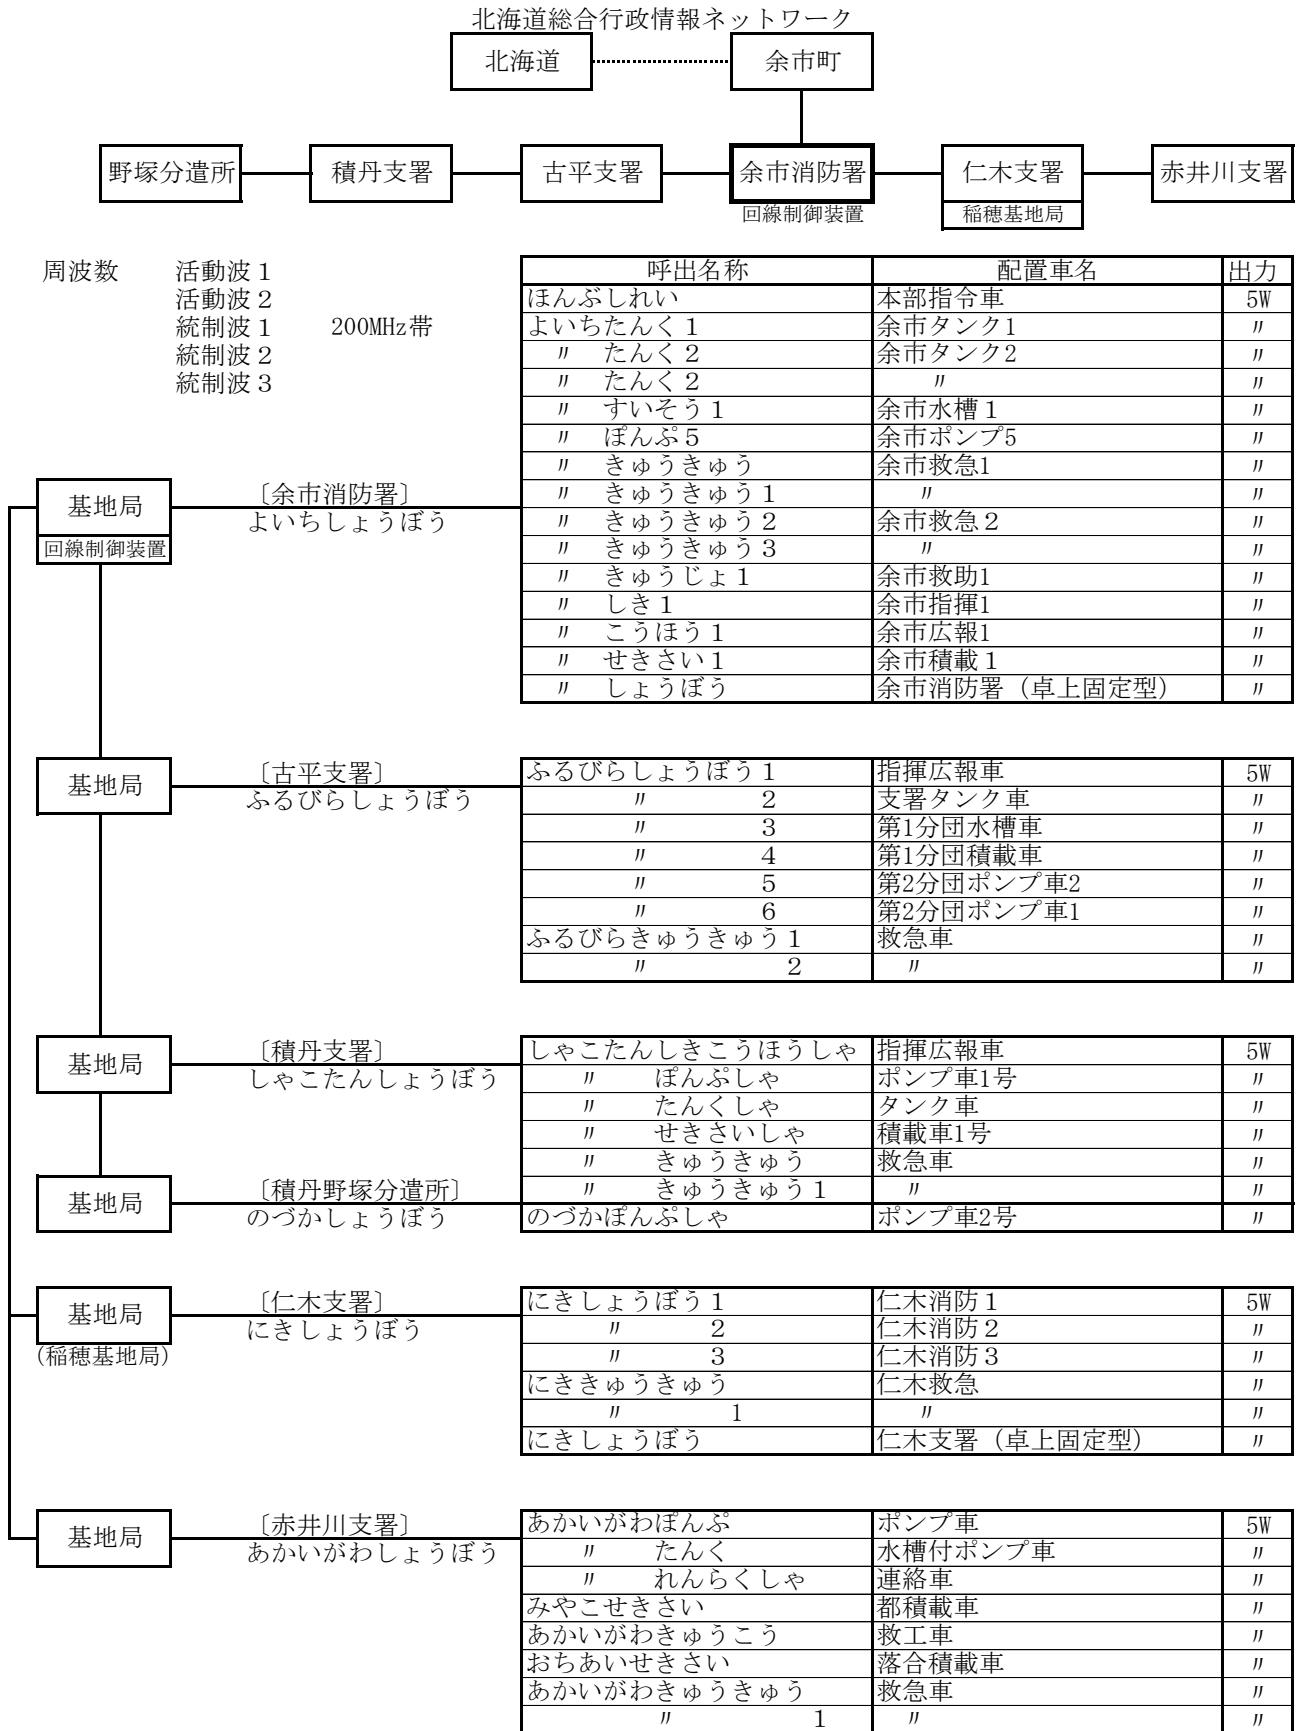 北海道総合行政情報ネットワーク
北海道 余市町
野塚分遣所 積丹支署 古平支署 余市消防署 仁木支署 赤井川支署
回線制御装置 稲穂基地局
周波数 活動波１
活動波２
統制波１ 200MHz帯
統制波２
統制波３
呼出名称 配置車名 出力
ほんぶしれい 本部指令車 5W
よいちたんく１ 余市タンク1 〃
〃 たんく２ 余市タンク2 〃
〃 たんく２ 〃 〃
〃 すいそう１ 余市水槽１ 〃
〃 ぽんぷ５ 余市ポンプ5 〃
〃 きゅうきゅう 余市救急1 〃
〃 きゅうきゅう１ 〃 〃
〃 きゅうきゅう２ 余市救急２ 〃
〃 きゅうきゅう３ 〃 〃
〃 きゅうじょ１ 余市救助1 〃
〃 しき１ 余市指揮1 〃
〃 こうほう１ 余市広報1 〃
〃 せきさい１ 余市積載１ 〃
〃 しょうぼう 余市消防署（卓上固定型） 〃
基地局
回線制御装置
〔余市消防署〕
よいちしょうぼう
基地局
〔古平支署〕
ふるびらしょうぼう
ふるびらしょうぼう１ 指揮広報車 5W
〃 ２ 支署タンク車 〃
〃 ３ 第1分団水槽車 〃
〃 ４ 第1分団積載車 〃
〃 ５ 第2分団ポンプ車2 〃
〃 ６ 第2分団ポンプ車1 〃
ふるびらきゅうきゅう１ 救急車 〃
〃 ２ 〃 〃
基地局
〔積丹支署〕
しゃこたんしょうぼう
しゃこたんしきこうほうしゃ 指揮広報車 5W
〃 ぽんぷしゃ ポンプ車1号 〃
〃 たんくしゃ タンク車 〃
〃 せきさいしゃ 積載車1号 〃
〃 きゅうきゅう 救急車 〃
〃 きゅうきゅう１ 〃 〃
基地局
〔積丹野塚分遣所〕
のづかしょうぼう
のづかぽんぷしゃ ポンプ車2号 〃
基地局
(稲穂基地局)
〔仁木支署〕
にきしょうぼう
にきしょうぼう１ 仁木消防１ 5W
〃 ２ 仁木消防２ 〃
〃 ３ 仁木消防３ 〃
にききゅうきゅう 仁木救急 〃
〃 １ 〃 〃
にきしょうぼう 仁木支署（卓上固定型） 〃
基地局
〔赤井川支署〕
あかいがわしょうぼう
あかいがわぽんぷ ポンプ車 5W
〃 たんく 水槽付ポンプ車 〃
〃 れんらくしゃ 連絡車 〃
みやこせきさい 都積載車 〃
あかいがわきゅうこう 救工車 〃
おちあいせきさい 落合積載車 〃
あかいがわきゅうきゅう 救急車 〃
〃 １ 〃 〃